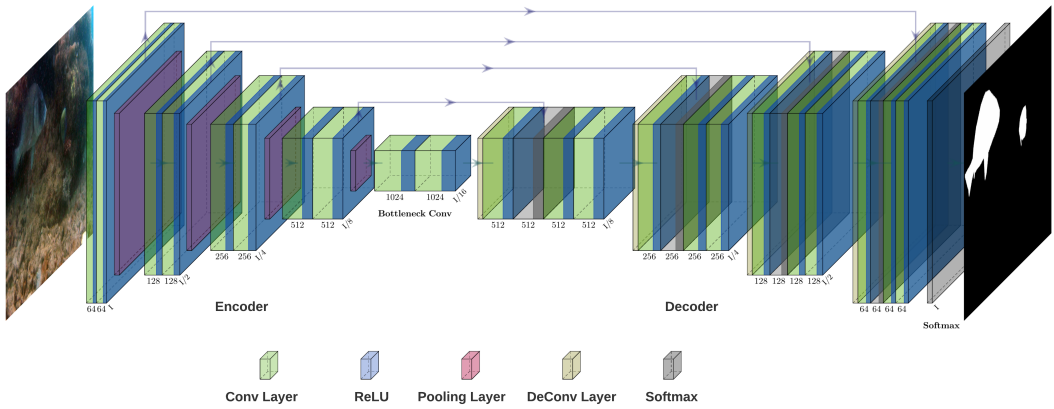 64 64 1
128 128 1/2
256 256 1/4
512 512 1/8
1024 1024 1/16
Bottleneck Conv
512 512 512 512 1/8
256 256 256 256 1/4
128 128 128 128 1/2
64 64 64 64
1
Softmax
Encoder
Decoder
Conv Layer
ReLU
Pooling Layer
DeConv Layer
Softmax